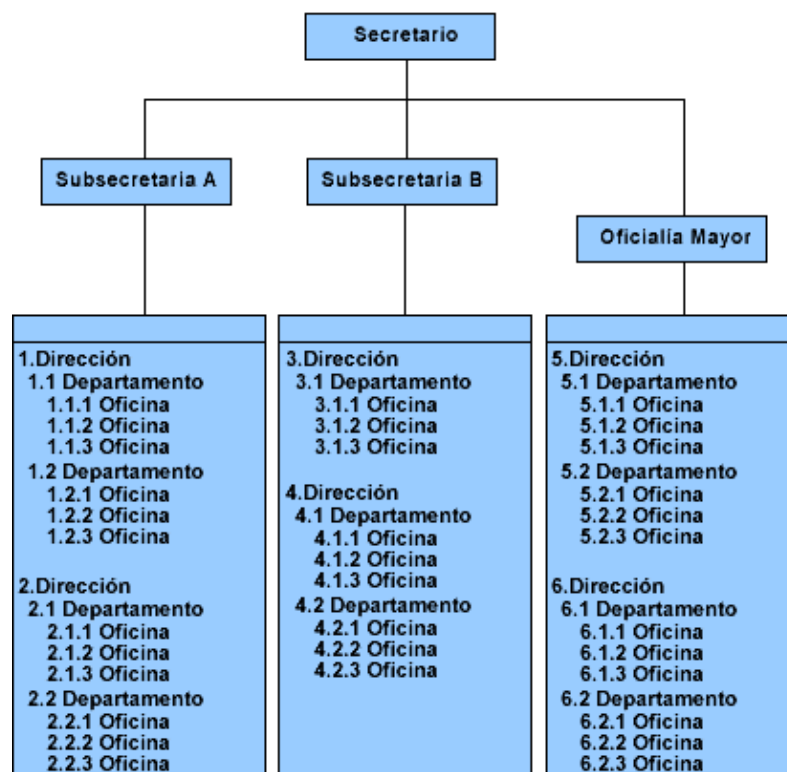 Secretario
Subsecretaria A
Subsecretaria B
Oficialía Mayor
1.Dirección
1.1 Departamento
1.1.1 Oficina
1.1.2 Oficina
1.1.3 Oficina
1.2 Departamento
1.2.1 Oficina
1.2.2 Oficina
1.2.3 Oficina
2.Dirección
2.1 Departamento
2.1.1 Oficina
2.1.2 Oficina
2.1.3 Oficina
2.2 Departamento
2.2.1 Oficina
2.2.2 Oficina
2.2.3 Oficina
3.Dirección
3.1 Departamento
3.1.1 Oficina
3.1.2 Oficina
3.1.3 Oficina
4.Dirección
4.1 Departamento
4.1.1 Oficina
4.1.2 Oficina
4.1.3 Oficina
4.2 Departamento
4.2.1 Oficina
4.2.2 Oficina
4.2.3 Oficina
5.Dirección
5.1 Departamento
5.1.1 Oficina
5.1.2 Oficina
5.1.3 Oficina
5.2 Departamento
5.2.1 Oficina
5.2.2 Oficina
5.2.3 Oficina
6.Dirección
6.1 Departamento
6.1.1 Oficina
6.1.2 Oficina
6.1.3 Oficina
6.2 Departamento
6.2.1 Oficina
6.2.2 Oficina
6.2.3 Oficina